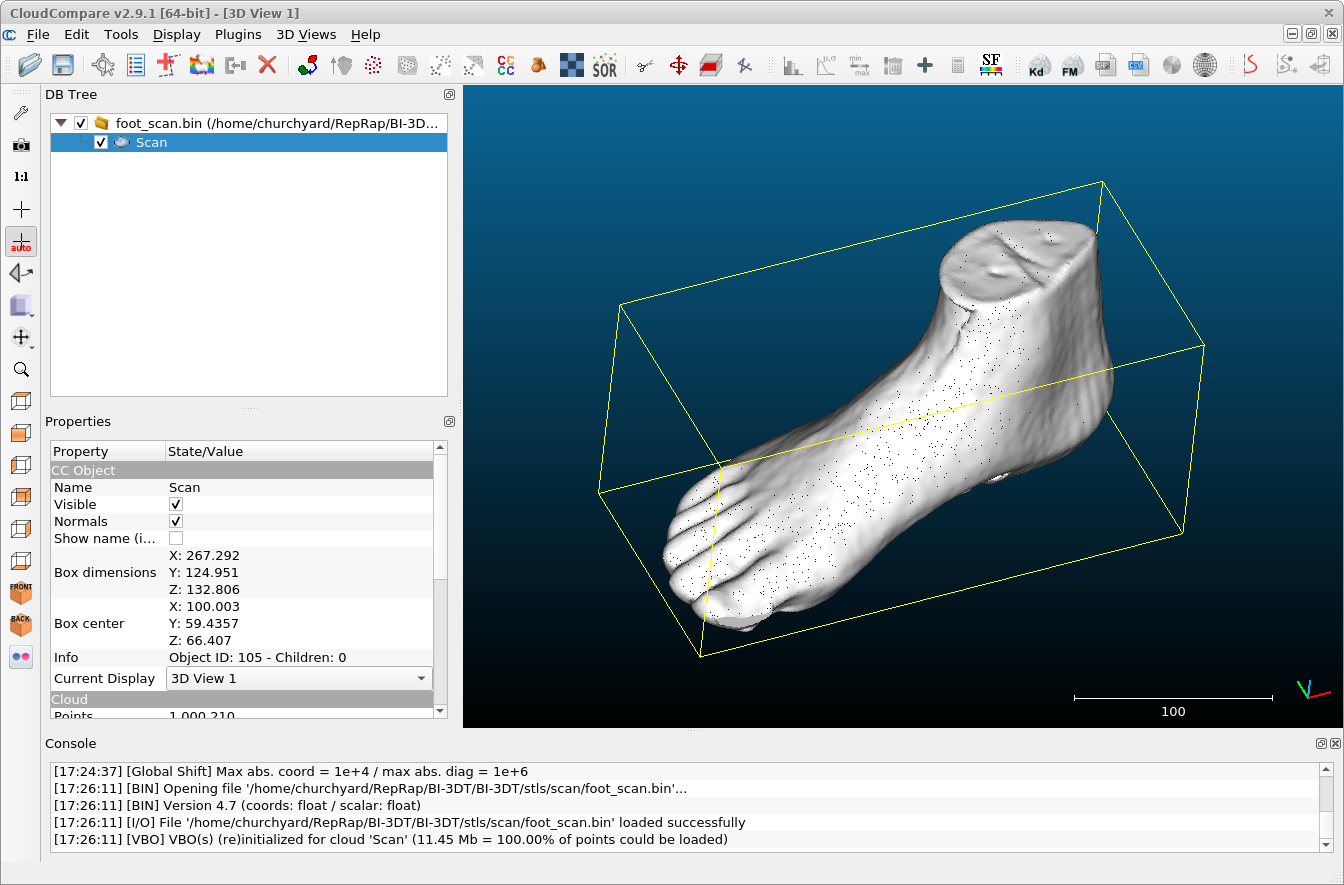 CloudCompare v2.9.1 [64-bit] - [3D View 1]
File Edit Tools Display Plugins 3D Views Help
CC CC SOR min max SF Kd FM SHP CSV
DB Tree
foot_scan.bin (/home/churchyard/RepRap/BI-3D...
Scan
1:1
auto
FRONT
BACK
Properties
Property State/Value
CC Object
Name Scan
Visible
Normals
Show name (i...
Box dimensions X: 267.292
Y: 124.951
Z: 132.806
Box center X: 100.003
Y: 59.4357
Z: 66.407
Info Object ID: 105 - Children: 0
Current Display 3D View 1
Cloud
Points 1,000,210
100
Console
[17:24:37] [Global Shift] Max abs. coord = 1e+4 / max abs. diag = 1e+6
[17:26:11] [BIN] Opening file '/home/churchyard/RepRap/BI-3DT/BI-3DT/stls/scan/foot_scan.bin'...
[17:26:11] [BIN] Version 4.7 (coords: float / scalar: float)
[17:26:11] [I/O] File '/home/churchyard/RepRap/BI-3DT/BI-3DT/stls/scan/foot_scan.bin' loaded successfully
[17:26:11] [VBO] VBO(s) (re)initialized for cloud 'Scan' (11.45 Mb = 100.00% of points could be loaded)